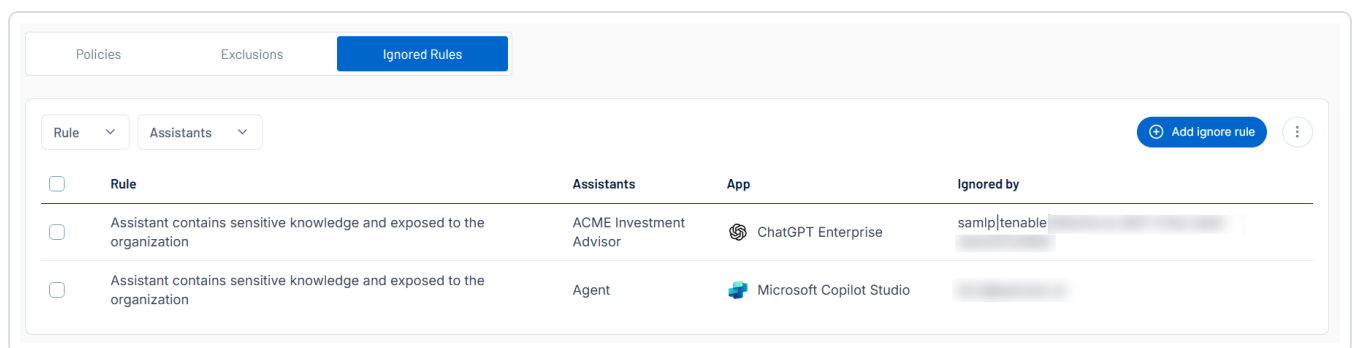 Policies Exclusions Ignored Rules
Rule Assistants Add ignore rule
Rule Assistants App Ignored by
Assistant contains sensitive knowledge and exposed to the
organization
ACME Investment
Advisor
ChatGPT Enterprise
samlp|tenable
Assistant contains sensitive knowledge and exposed to the
organization
Agent
Microsoft Copilot Studio